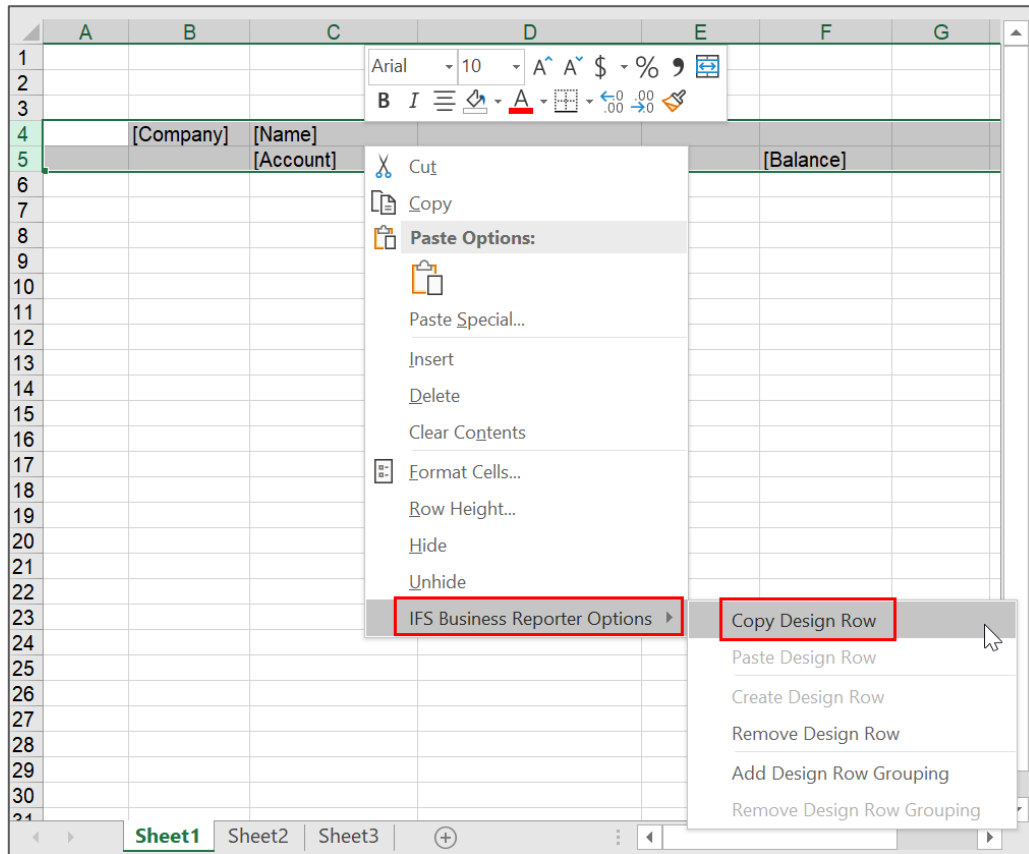 A B C D E F G
1
Arial 10 A A $ % 9
2
B I A .00 .00
3
4 [Company] [Name]
5 [Account] [Balance]
6 Cut
7 Copy
8 Paste Options:
9
10
11 Paste Special...
12
13 Insert
14 Delete
15
16 Clear Contents
17 Format Cells...
18
19 Row Height...
20 Hide
21
22 Unhide
23 IFS Business Reporter Options Copy Design Row
24
25 Paste Design Row
26
27 Create Design Row
28 Remove Design Row
29 Add Design Row Grouping
30 Remove Design Row Grouping
31
Sheet1 Sheet2 Sheet3